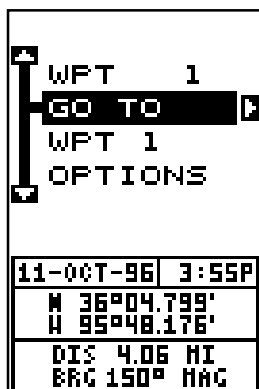 WPT 1
GO TO
WPT 1
OPTIONS
11-OCT-96 3:55P
N 36°04.799'
W 95°48.176'
DIS 4.06 MI
BRG 150° MAG